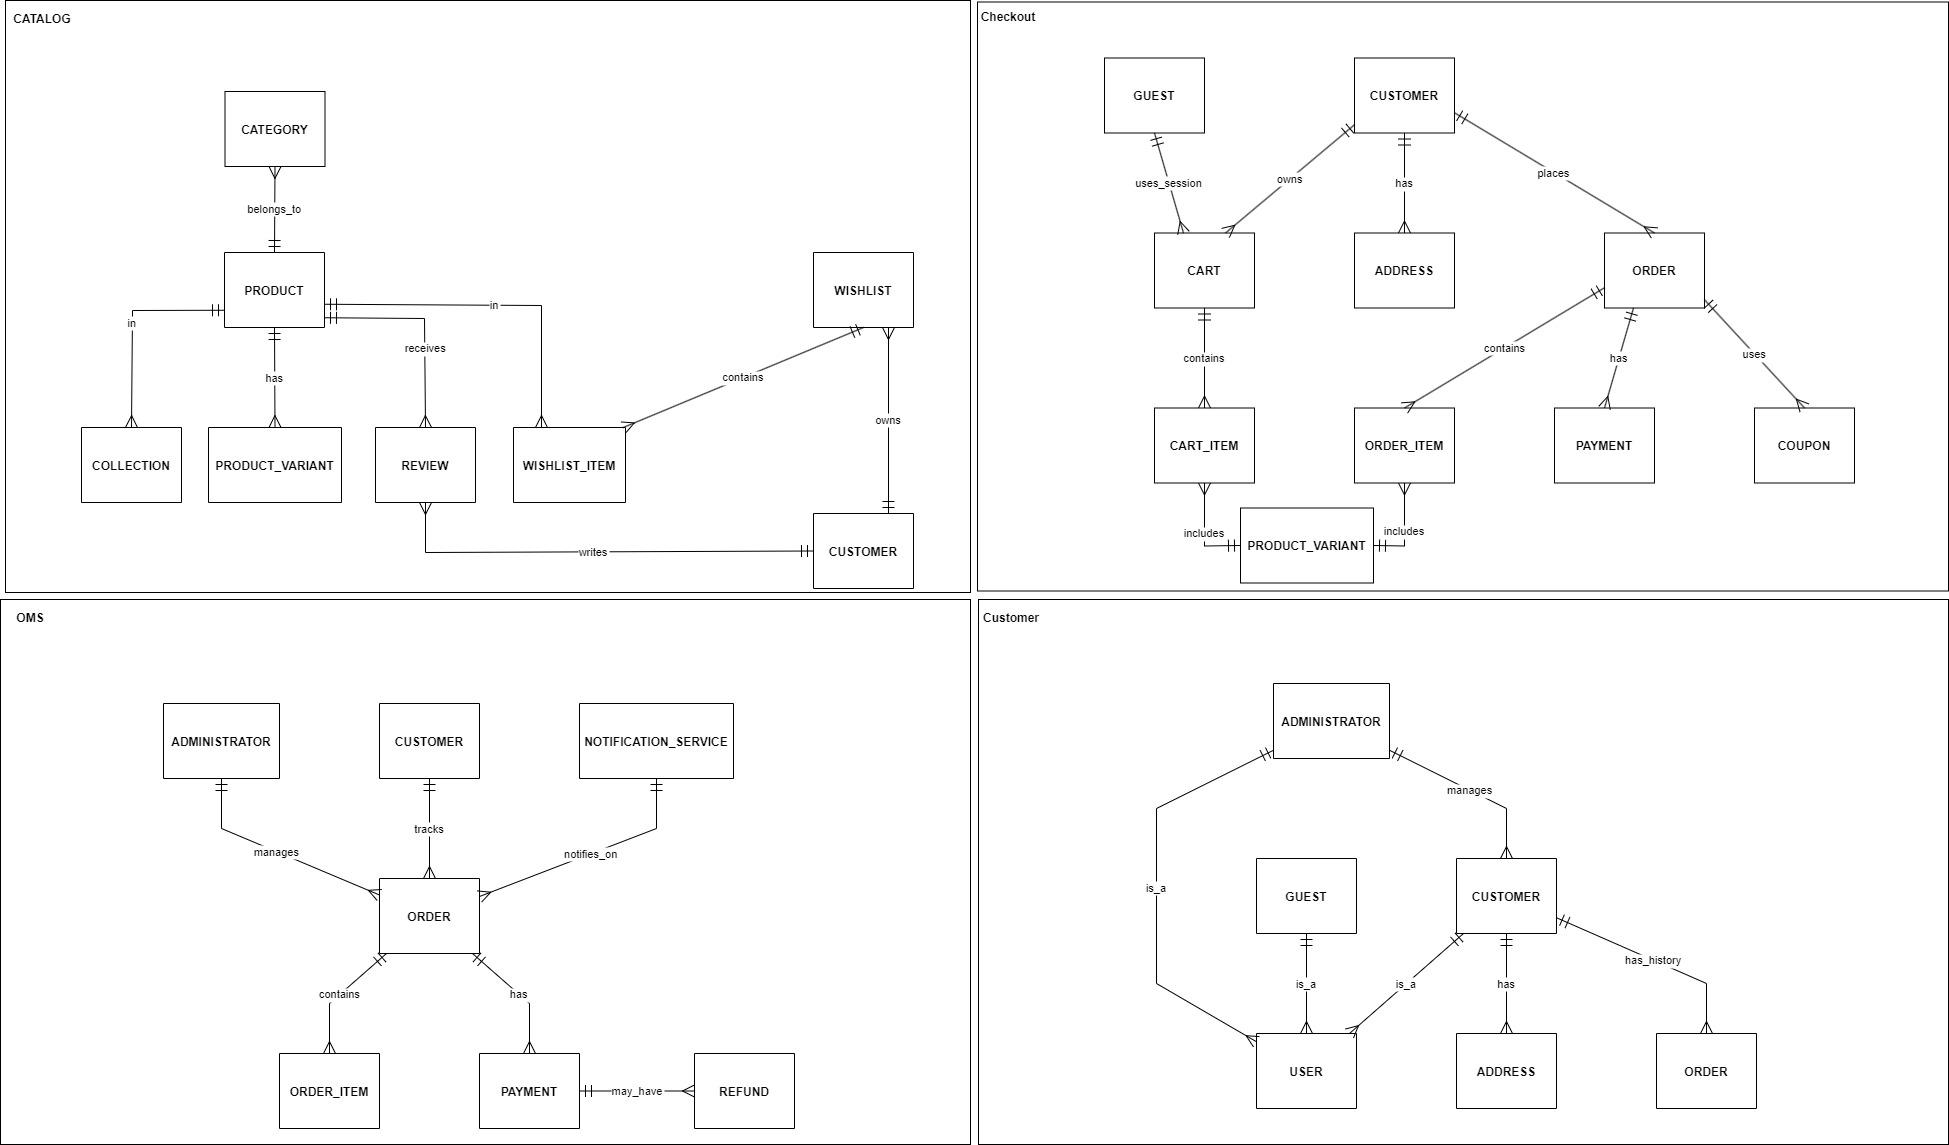 CATALOG
CATEGORY
belongs_to
PRODUCT
WISHLIST
in
in
receives
has
contains
owns
COLLECTION
PRODUCT_VARIANT
REVIEW
WISHLIST_ITEM
writes
CUSTOMER
Checkout
GUEST
CUSTOMER
uses_session
owns
has
places
CART
ADDRESS
ORDER
contains
contains
has
uses
CART_ITEM
ORDER_ITEM
PAYMENT
COUPON
includes
includes
PRODUCT_VARIANT
OMS
ADMINISTRATOR
CUSTOMER
NOTIFICATION_SERVICE
manages
tracks
notifies_on
ORDER
contains
has
ORDER_ITEM
PAYMENT
may_have
REFUND
Customer
ADMINISTRATOR
manages
is_a
GUEST
CUSTOMER
has_history
is_a
is_a
has
USER
ADDRESS
ORDER